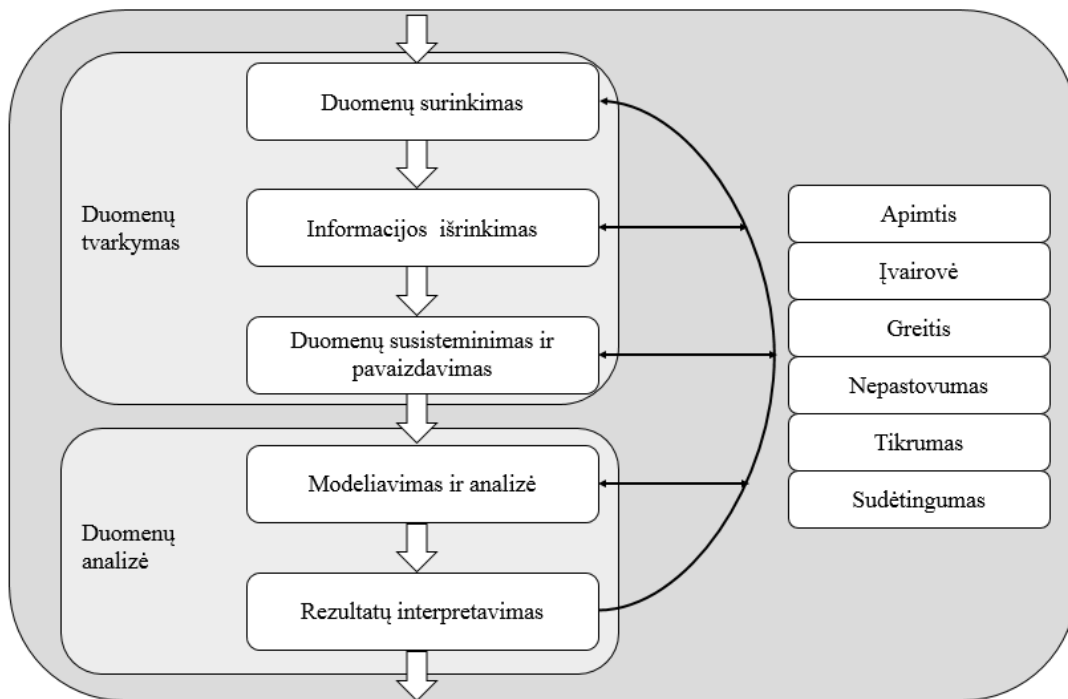 Duomenų
tvarkymas
Duomenų surinkimas
Informacijos išrinkimas
Duomenų susisteminimas ir
pavaizdavimas
Duomenų
analizė
Modeliavimas ir analizė
Rezultatų interpretavimas
Apimtis
Įvairovė
Greitis
Nepastovumas
Tikrumas
Sudėtingumas